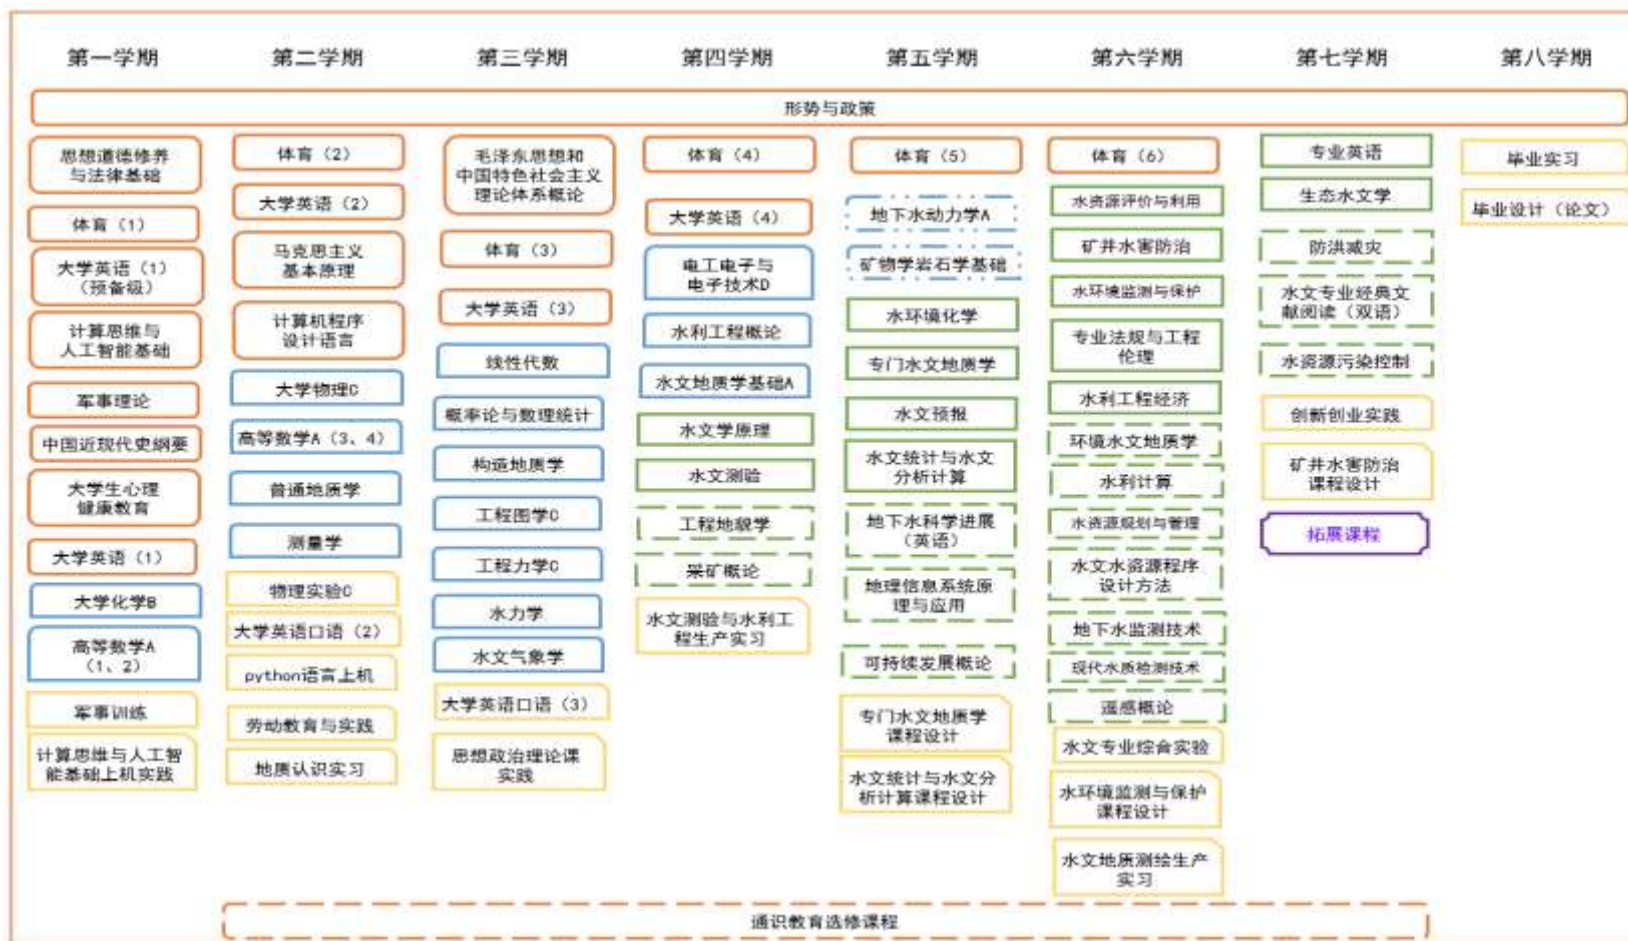 第一学期
第二学期
第三学期
第四学期
第五学期
第六学期
第七学期
第八学期
形势与政策
思想道德修养
与法律基础
体育（1）
大学英语（1）
（预备级）
计算思维与
人工智能基础
军事理论
中国近现代史纲要
大学生心理
健康教育
大学英语（1）
大学化学B
高等数学A
（1、2）
军事训练
计算思维与人工智
能基础上机实践
体育（2）
大学英语（2）
马克思主义
基本原理
计算机程序
设计语言
大学物理C
高等数学A（3、4）
普通地质学
测量学
物理实验C
大学英语口语（2）
python语言上机
劳动教育与实践
地质认识实习
毛泽东思想和
中国特色社会主义
理论体系概论
体育（3）
大学英语（3）
线性代数
概率论与数理统计
构造地质学
工程图学C
工程力学C
水力学
水文气象学
大学英语口语（3）
思想政治理论课
实践
体育（4）
大学英语（4）
电工电子与
电子技术D
水利工程概论
水文地质学基础A
水文学原理
水文测验
工程地貌学
采矿概论
水文测验与水利工
程生产实习
体育（5）
地下水动力学A
矿物学岩石学基础
水环境化学
专门水文地质学
水文预报
水文统计与水文
分析计算
地下水科学进展
（英语）
地理信息系统原
理与应用
可持续发展概论
专门水文地质学
课程设计
水文统计与水文分
析计算课程设计
体育（6）
水资源评价与利用
矿井水害防治
水环境监测与保护
专业法规与工程
伦理
水利工程经济
环境水文地质学
水利计算
水资源规划与管理
水文水资源程序
设计方法
地下水监测技术
现代水质检测技术
遥感概论
水文专业综合实验
水环境监测与保护
课程设计
水文地质测绘生产
实习
专业英语
生态水文学
防洪减灾
水文专业经典文
献阅读（双语）
水资源污染控制
创新创业实践
矿井水害防治
课程设计
拓展课程
毕业实习
毕业设计（论文）
通识教育选修课程